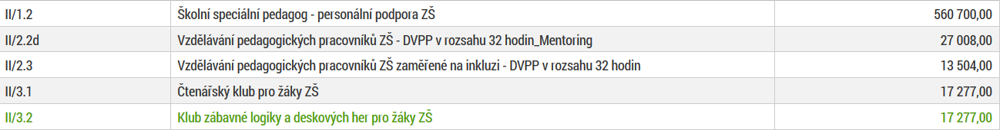 II/1.2 Školní speciální pedagog - personální podpora ZŠ 560 700,00
II/2.2d Vzdělávání pedagogických pracovníků ZŠ - DVPP v rozsahu 32 hodin_Mentoring 27 008,00
II/2.3 Vzdělávání pedagogických pracovníků ZŠ zaměřené na inkluzi - DVPP v rozsahu 32 hodin 13 504,00
II/3.1 Čtenářský klub pro žáky ZŠ 17 277,00
II/3.2 Klub zábavné logiky a deskových her pro žáky ZŠ 17 277,00